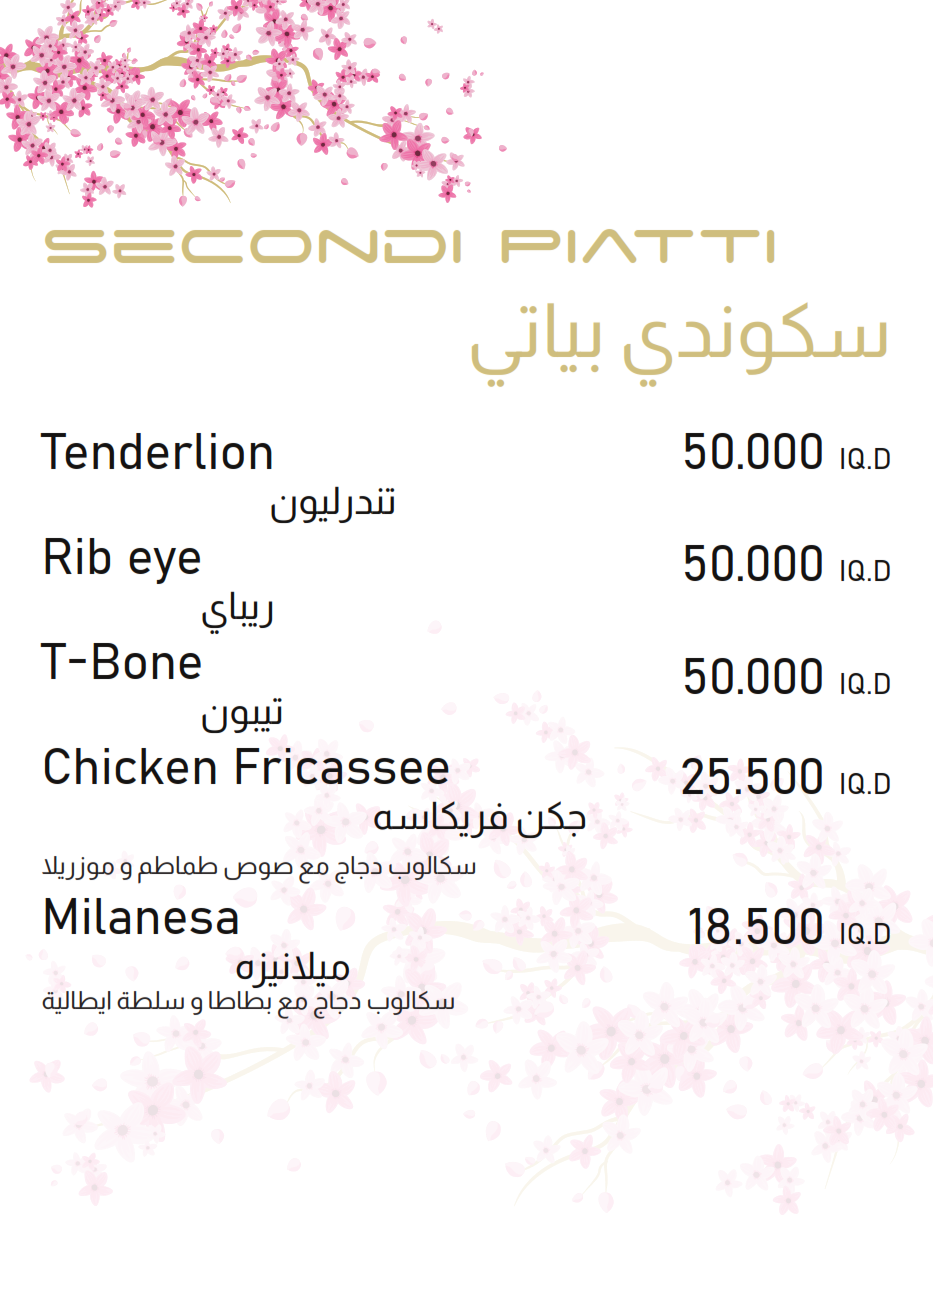 SECONDI PIATTI
سكوندي بياتي
Tenderlion 50.000 IQ.D
تندرليون
Rib eye 50.000 IQ.D
ريباي
T-Bone 50.000 IQ.D
تيبون
Chicken Fricassee 25.500 IQ.D
جكن فريكاسه
سكالوب دجاج مع صوص طماطم و موزريلا
Milanesa 18.500 IQ.D
ميلانيزه
سكالوب دجاج مع بطاطا و سلطة ايطالية